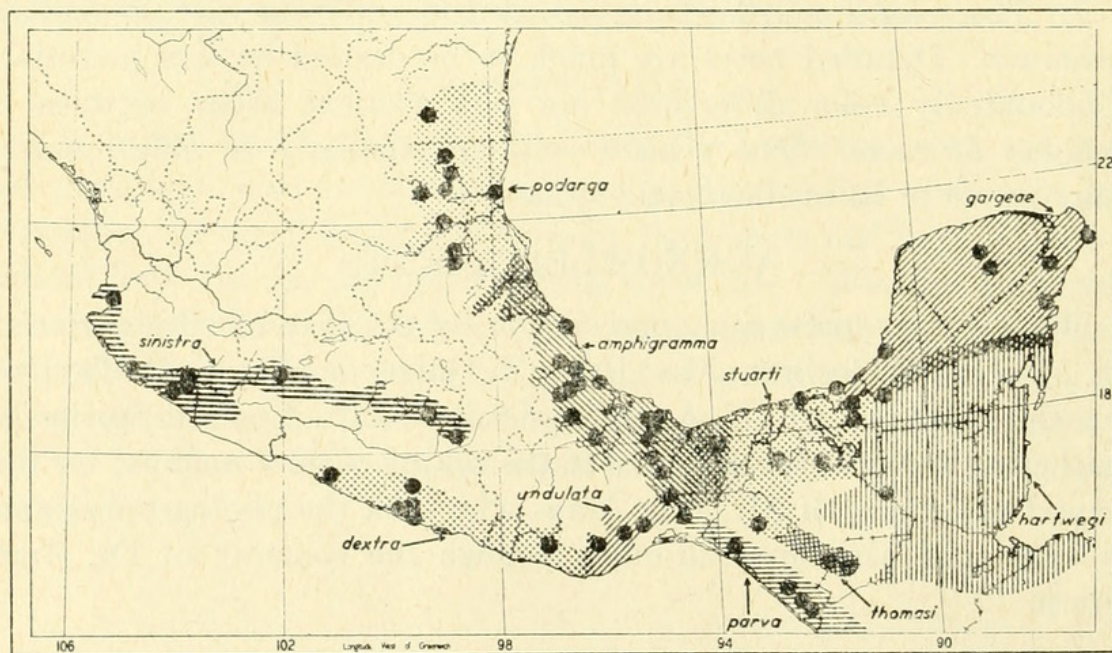 podarga
22
gaigeae
sinistra
amphigramma
stuarti
18
undulata
dextra
hartwegi
thomasi
parva
106
102
Longitude West of Greenwich
98
94
90